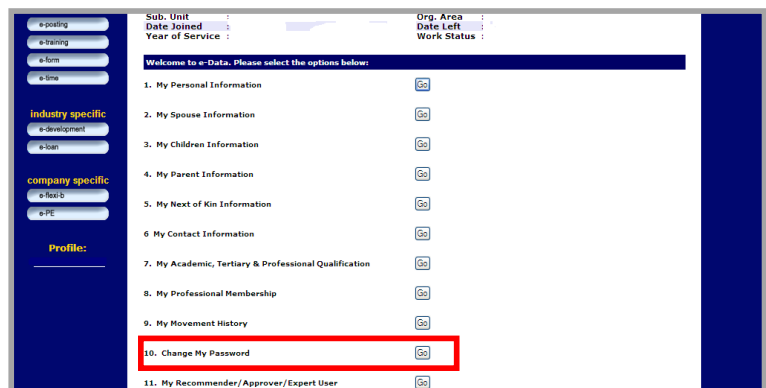 e-posting
e-training
e-form
e-time
industry specific
e-development
e-loan
company specific
e-flexi-b
e-PE
Profile:
Sub. Unit : Org. Area :
Date Joined : Date Left :
Year of Service : Work Status :
Welcome to e-Data. Please select the options below:
1. My Personal Information Go
2. My Spouse Information Go
3. My Children Information Go
4. My Parent Information Go
5. My Next of Kin Information Go
6 My Contact Information Go
7. My Academic, Tertiary & Professional Qualification Go
8. My Professional Membership Go
9. My Movement History Go
10. Change My Password Go
11. My Recommender/Approver/Expert User Go